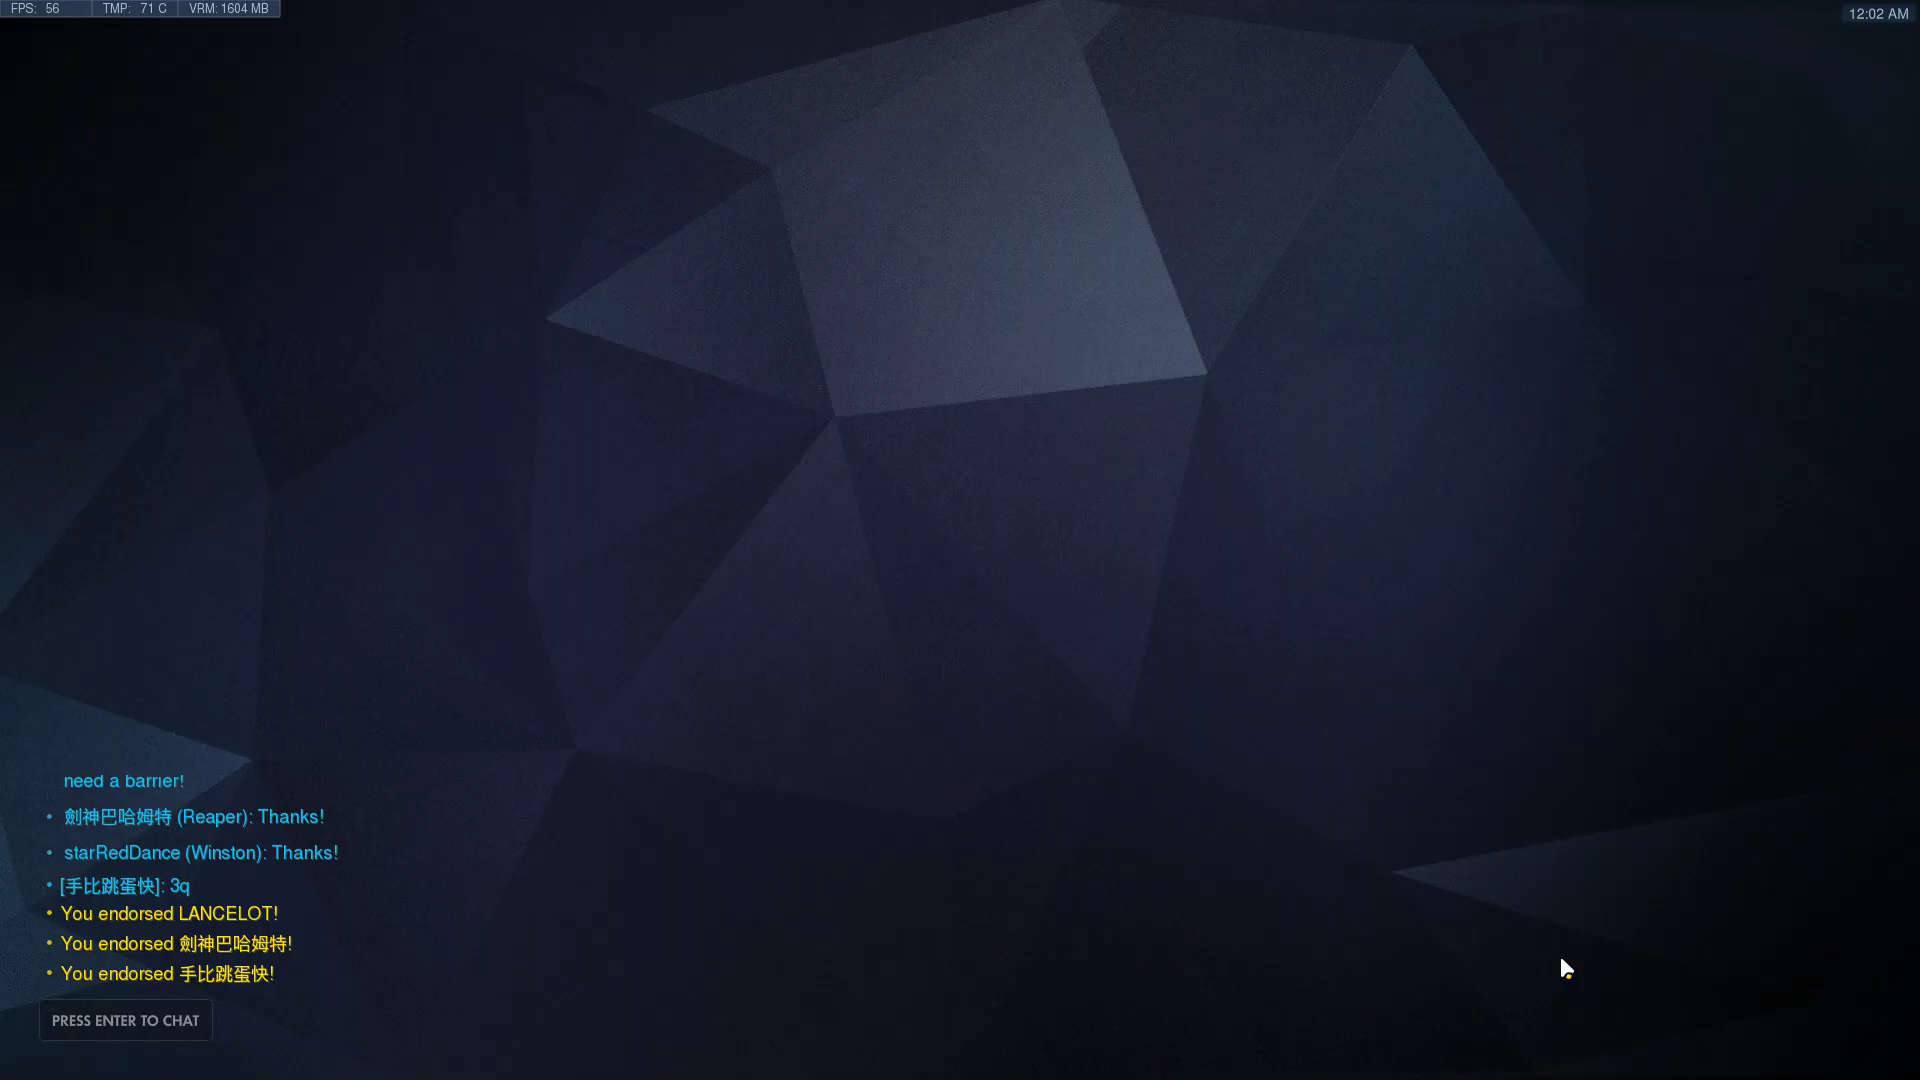 FPS: 56 TMP: 71 C VRM: 1604 MB
12:02 AM
need a barrier!
• 劍神巴哈姆特 (Reaper): Thanks!
• starRedDance (Winston): Thanks!
• [手比跳蛋快]: 3q
• You endorsed LANCELOT!
• You endorsed 劍神巴哈姆特!
• You endorsed 手比跳蛋快!
PRESS ENTER TO CHAT